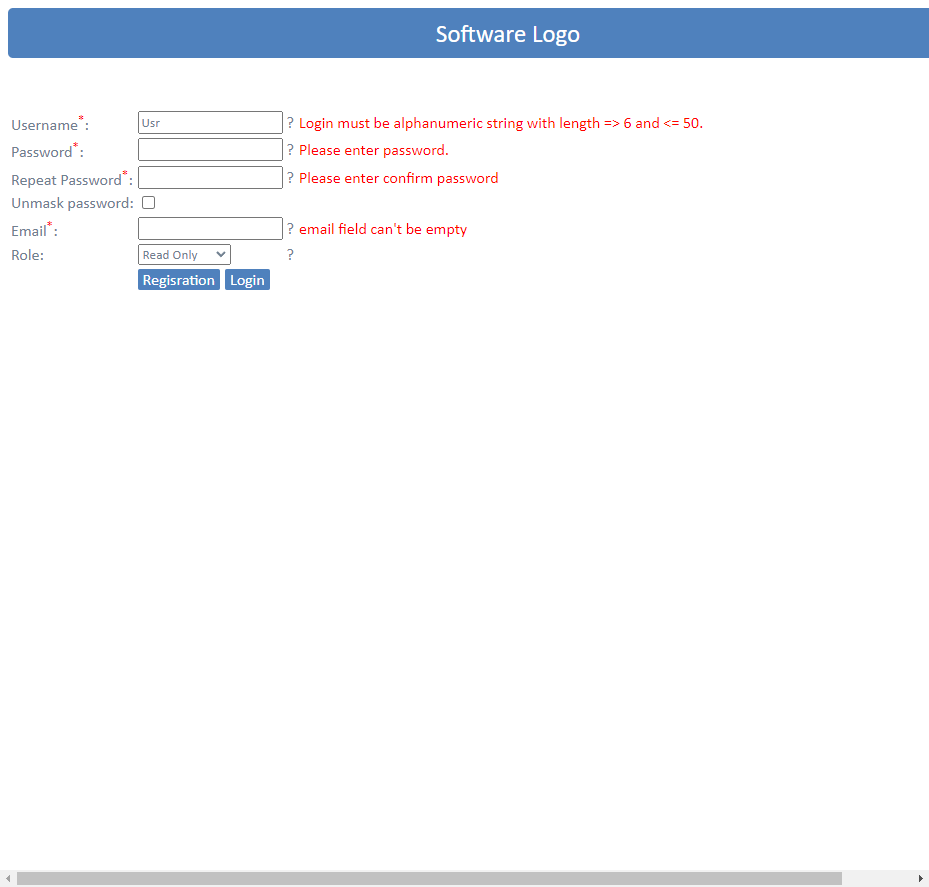 Software Logo
Username*: Usr ? Login must be alphanumeric string with length => 6 and <= 50.
Password*: ? Please enter password.
Repeat Password*: ? Please enter confirm password
Unmask password:
Email*: ? email field can't be empty
Role: Read Only ?
Regisration Login